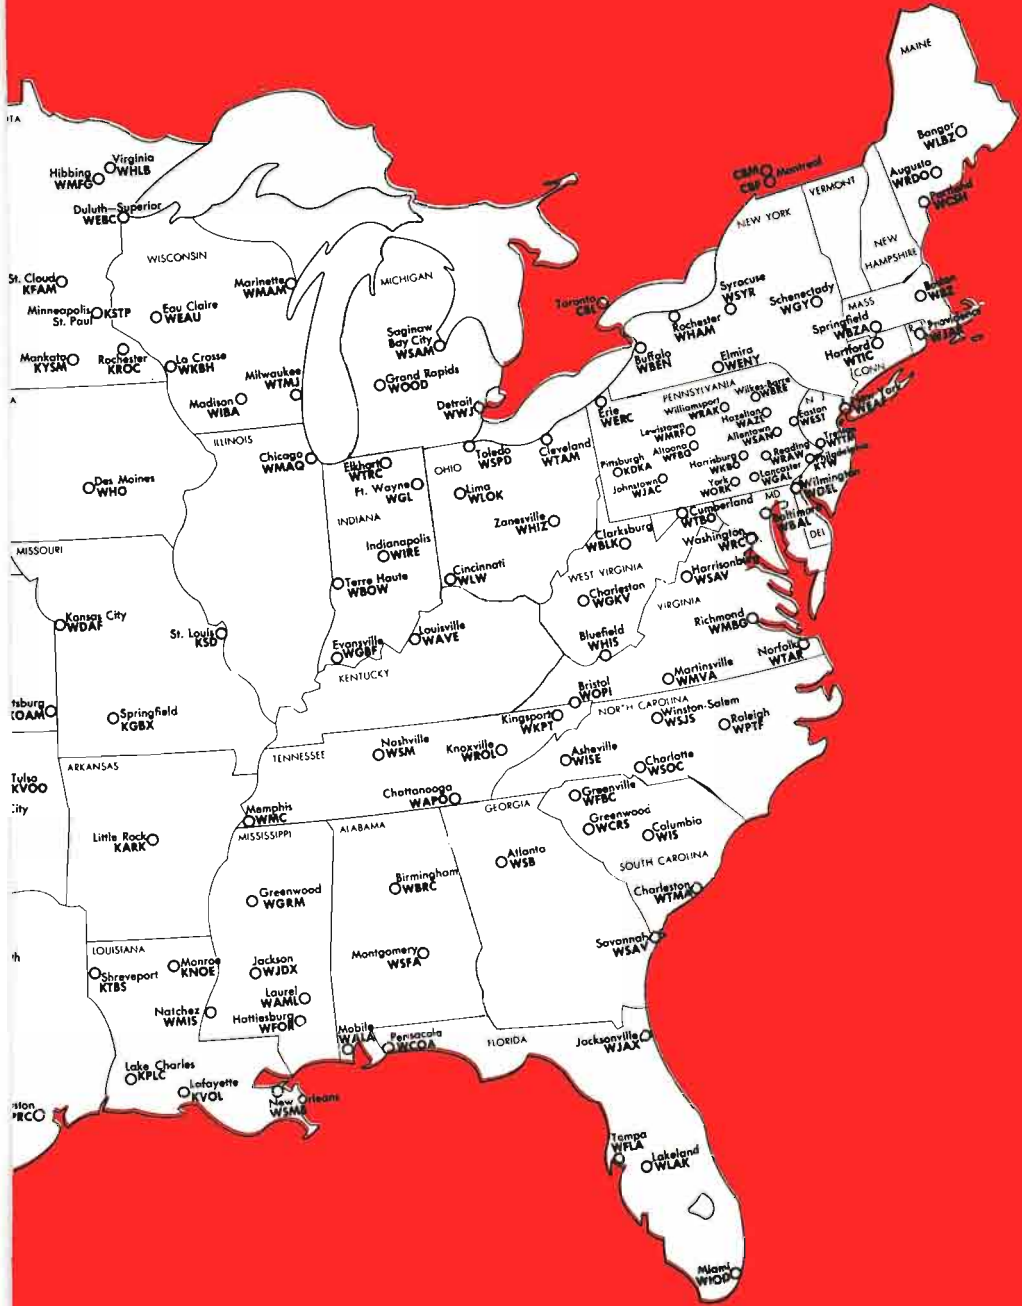 MAINE
Bangor
WLBZ
Augusta
WRDO
Portland
WCSH
CBM
CBF Montreal
VERMONT
NEW YORK
NEW
HAMPSHIRE
Virginia
WHLB
Hibbing
WMFG
Duluth–Superior
WEBC
WISCONSIN
St. Cloud
KFAM
Minneapolis
St. Paul KSTP
Eau Claire
WEAU
Marinette
WMAM
MICHIGAN
Saginaw
Bay City
WSAM
Mankato
KYSM
Rochester
KROC
La Crosse
WKBH
Milwaukee
WTMJ
Madison
WIBA
Grand Rapids
WOOD
Detroit
WWJ
Toronto
CBL
Syracuse
WSYR
Rochester
WHAM
Schenectady
WGY
MASS
Boston
WBZ
Springfield
WBZA
Hartford
WTIC
Providence
WJAR
CONN
Buffalo
WBEN
Elmira
WENY
Erie
WERC
PENNSYLVANIA
Wilkes-Barre
WBRE
Williamsport
WRAK
Hazelton
WAZL
N J
Easton
WEST
New York
WEAF
Lewistown
WMRF
Allentown
WSAN
Trenton
WTTM
Altoona
WFBG
Pittsburgh
KDKA
Harrisburg
WKBO
Reading
WRAW
Philadelphia
KYW
Johnstown
WJAC
York
WORK
Lancaster
WGAL
Wilmington
WDEL
MD
Baltimore
WBAL
DEL
Cumberland
WTBO
Washington
WRC
ILLINOIS
Chicago
WMAQ
Elkhart
WTRC
Ft. Wayne
WGL
INDIANA
OHIO
Toledo
WSPD
Cleveland
WTAM
Lima
WLOK
Zanesville
WHIZ
Clarksburg
WBLK
Indianapolis
WIRE
Terre Haute
WBOW
Cincinnati
WLW
WEST VIRGINIA
Harrisonburg
WSAV
Charleston
WGKV
VIRGINIA
Richmond
WMBG
Bluefield
WHIS
Norfolk
WTAR
Martinsville
WMVA
Des Moines
WHO
MISSOURI
Kansas City
WDAF
St. Louis
KSD
Evansville
WGBF
Louisville
WAVE
KENTUCKY
tsburg
KOAM
Springfield
KGBX
Bristol
WOPI
Kingsport
WKPT
NORTH CAROLINA
Winston-Salem
WSJS
Raleigh
WPTF
TENNESSEE
Nashville
WSM
Knoxville
WROL
Asheville
WISE
Charlotte
WSOC
ARKANSAS
Tulsa
KVOO
City
Chattanooga
WAPO
Memphis
WMC
MISSISSIPPI
ALABAMA
GEORGIA
Greenville
WFBC
Greenwood
WCRS
Columbia
WIS
SOUTH CAROLINA
Charleston
WTMA
Little Rock
KARK
Atlanta
WSB
Birmingham
WBRC
Greenwood
WGRM
Savannah
WSAV
LOUISIANA
Monroe
KNOE
Shreveport
KTBS
Jackson
WJDX
Montgomery
WSFA
Laurel
WAML
Natchez
WMIS
Hattiesburg
WFOR
Mobile
WALA
Pensacola
WCOA
FLORIDA
Jacksonville
WJAX
Lake Charles
KPLC
Lafayette
KVOL
New Orleans
WSMB
ston
PRC
Tampa
WFLA
Lakeland
WLAK
Miami
WIOD